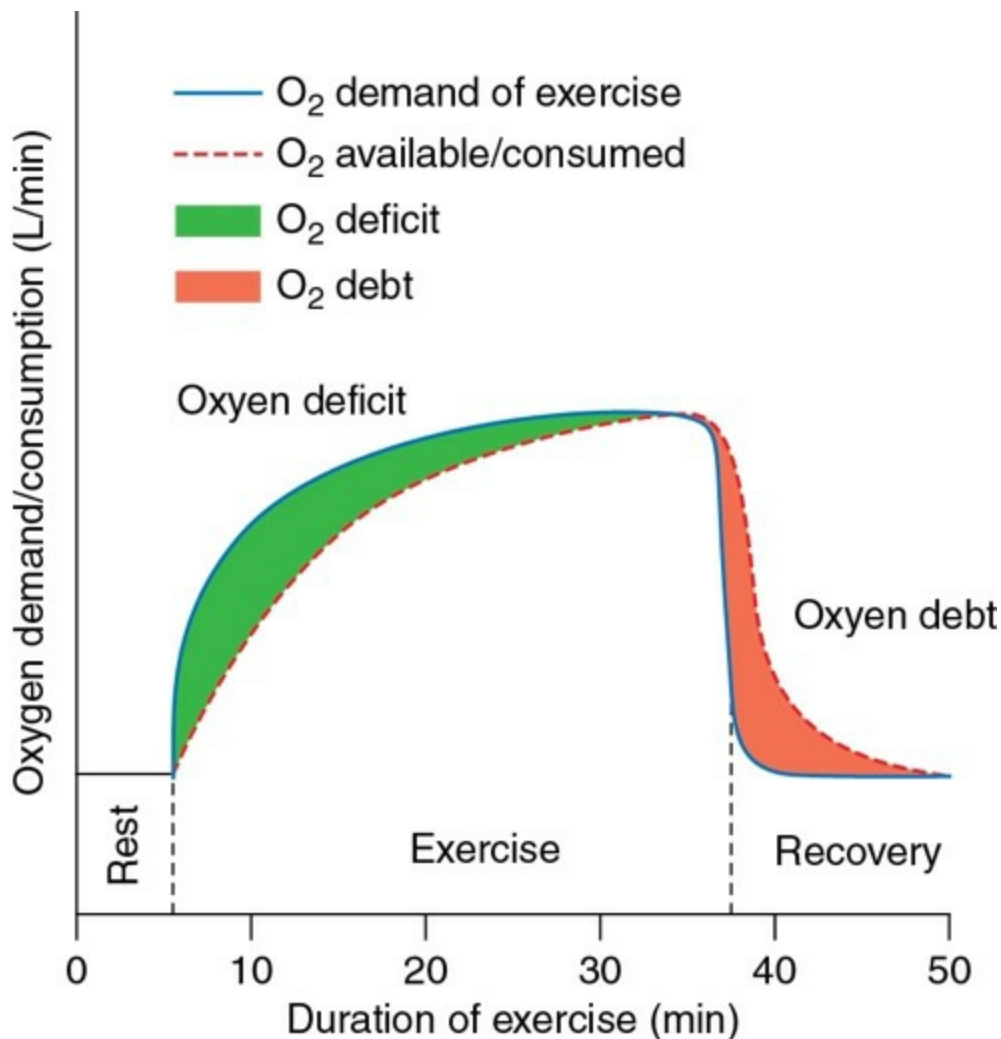 O₂ demand of exercise
O₂ available/consumed
O₂ deficit
O₂ debt
Oxygen demand/consumption (L/min)
Oxyen deficit
Oxyen debt
Rest
Exercise
Recovery
0 10 20 30 40 50
Duration of exercise (min)